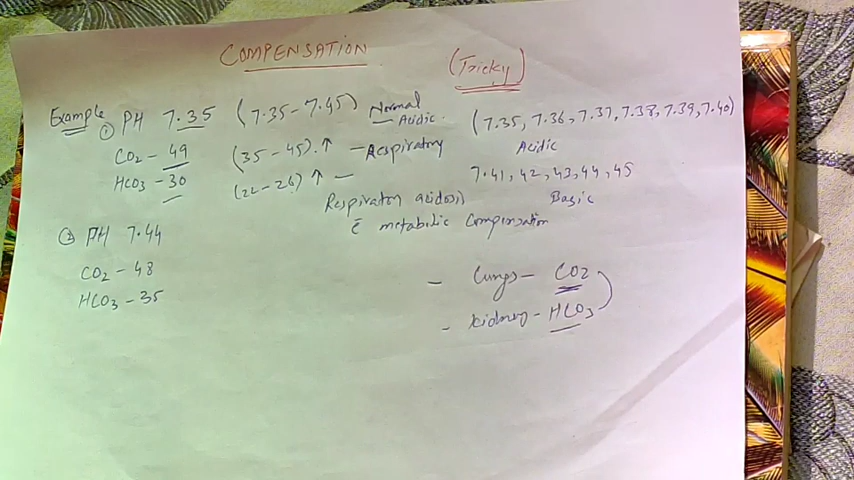 COMPENSATION (Tricky)
Example ① PH 7.35 (7.35 - 7.45) Normal Acidic. (7.35, 7.36, 7.37, 7.38, 7.39, 7.40)
Acidic
CO2 - 49 (35 - 45). ↑ - Respiratory
HCO3 - 30 (22 - 26) ↑ -
7.41, 42, 43, 44, 45
Basic
Respiratory acidosis
c̄ metabolic Compensation
② PH 7.44
CO2 - 48
HCO3 - 35
- Lungs - CO2
- Kidney - HCO3